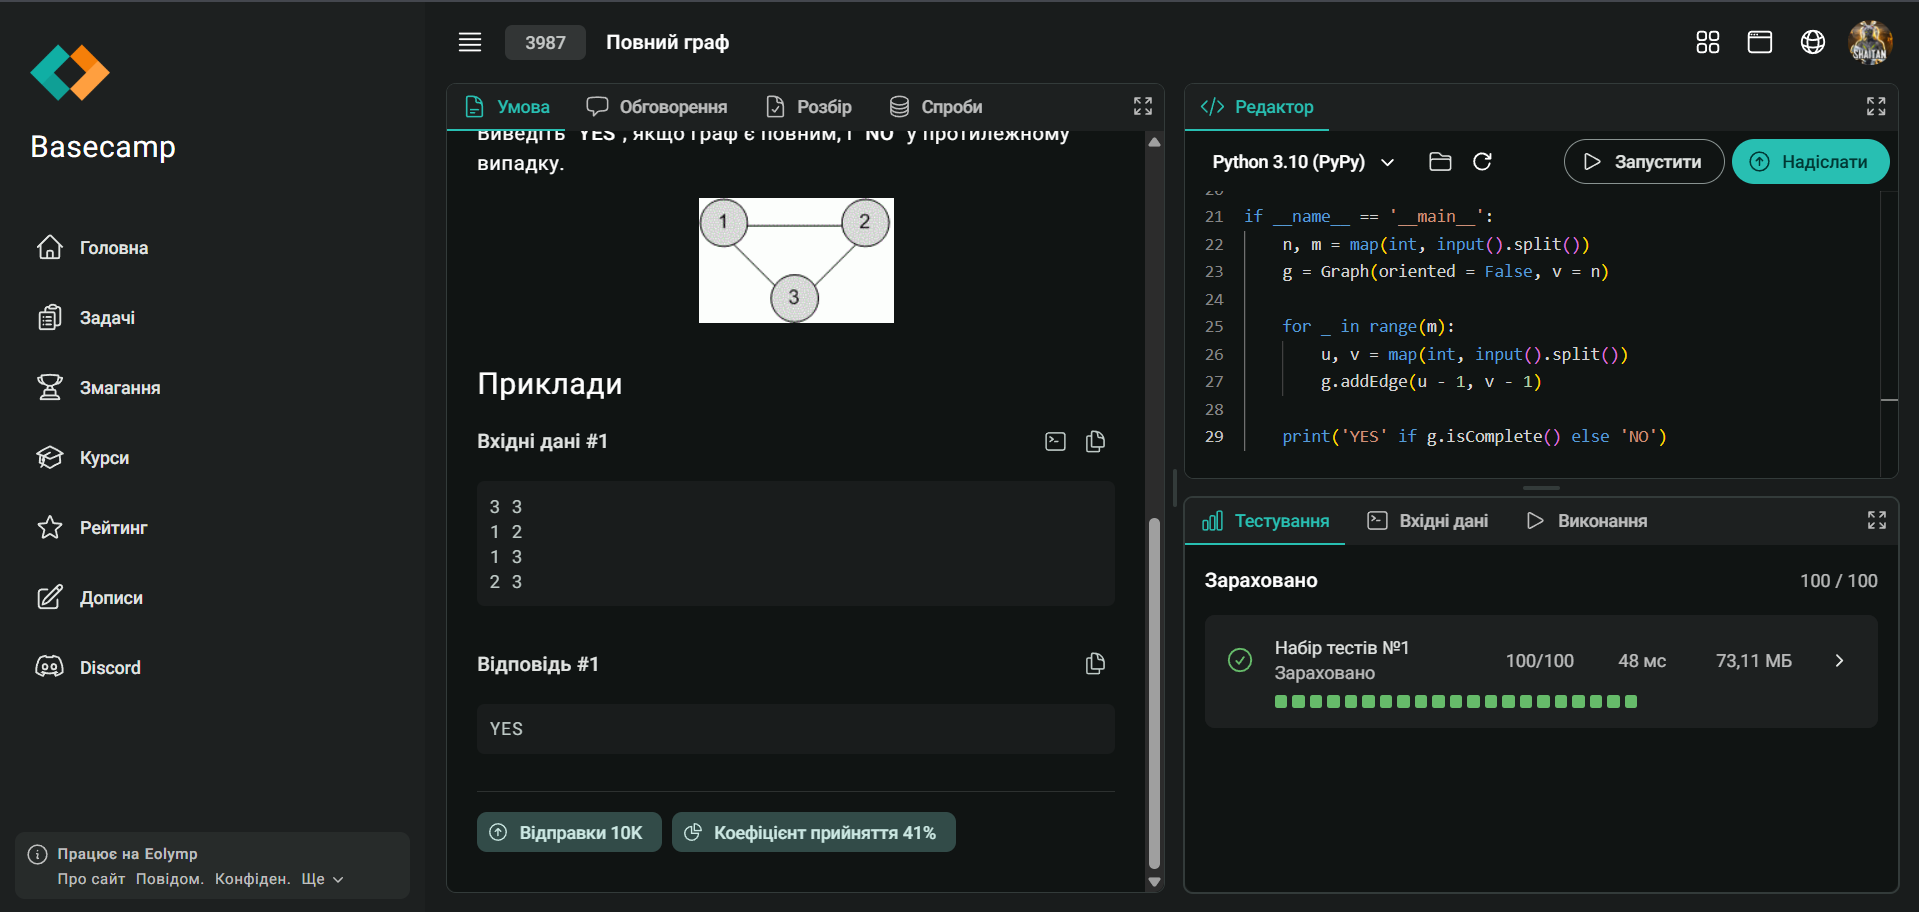 Basecamp
Головна
Задачі
Змагання
Курси
Рейтинг
Дописи
Discord
Працює на Eolymp
Про сайт Повідом. Конфіден. Ще
3987 Повний граф
SHAITAN
Умова Обговорення Розбір Спроби
Виведіть "YES", якщо граф є повним, і "NO" у протилежному
випадку.
1 2
3
Приклади
Вхідні дані #1
3 3
1 2
1 3
2 3
Відповідь #1
YES
Відправки 10K Коефіцієнт прийняття 41%
Редактор
Python 3.10 (PyPy) Запустити Надіслати
20
21 if __name__ == '__main__':
22 n, m = map(int, input().split())
23 g = Graph(oriented = False, v = n)
24
25 for _ in range(m):
26 u, v = map(int, input().split())
27 g.addEdge(u - 1, v - 1)
28
29 print('YES' if g.isComplete() else 'NO')
Тестування Вхідні дані Виконання
Зараховано 100 / 100
Набір тестів №1 100/100 48 мс 73,11 МБ
Зараховано